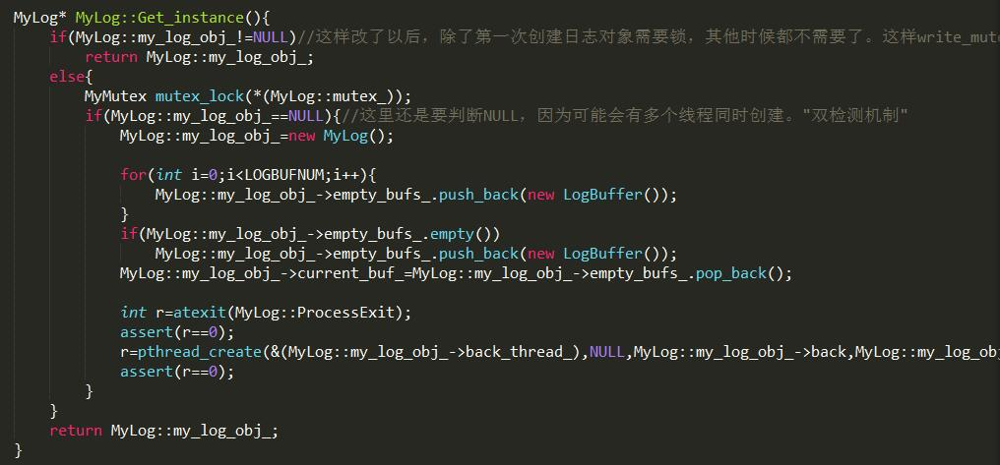 MyLog* MyLog::Get_instance(){
if(MyLog::my_log_obj_!=NULL)//这样改了以后，除了第一次创建日志对象需要锁，其他时候都不需要了。这样write_mute
return MyLog::my_log_obj_;
else{
MyMutex mutex_lock(*(MyLog::mutex_));
if(MyLog::my_log_obj_==NULL){//这里还是要判断NULL，因为可能会有多个线程同时创建。"双检测机制"
MyLog::my_log_obj_=new MyLog();
for(int i=0;i<LOGBUFNUM;i++){
MyLog::my_log_obj_->empty_bufs_.push_back(new LogBuffer());
}
if(MyLog::my_log_obj_->empty_bufs_.empty())
MyLog::my_log_obj_->empty_bufs_.push_back(new LogBuffer());
MyLog::my_log_obj_->current_buf_=MyLog::my_log_obj_->empty_bufs_.pop_back();
int r=atexit(MyLog::ProcessExit);
assert(r==0);
r=pthread_create(&(MyLog::my_log_obj_->back_thread_),NULL,MyLog::my_log_obj_->back,MyLog::my_log_obj
assert(r==0);
}
}
return MyLog::my_log_obj_;
}